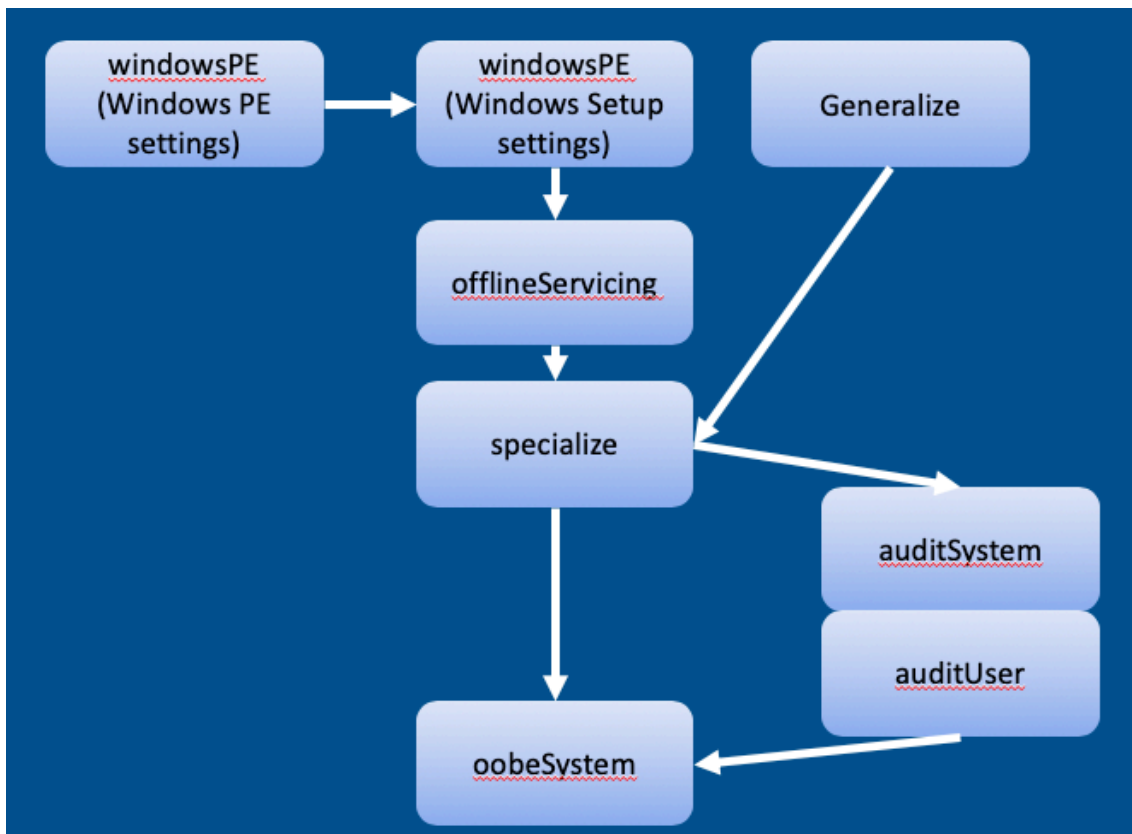 windowsPE
(Windows PE
settings)
windowsPE
(Windows Setup
settings)
Generalize
offlineServicing
specialize
auditSystem
auditUser
oobeSystem